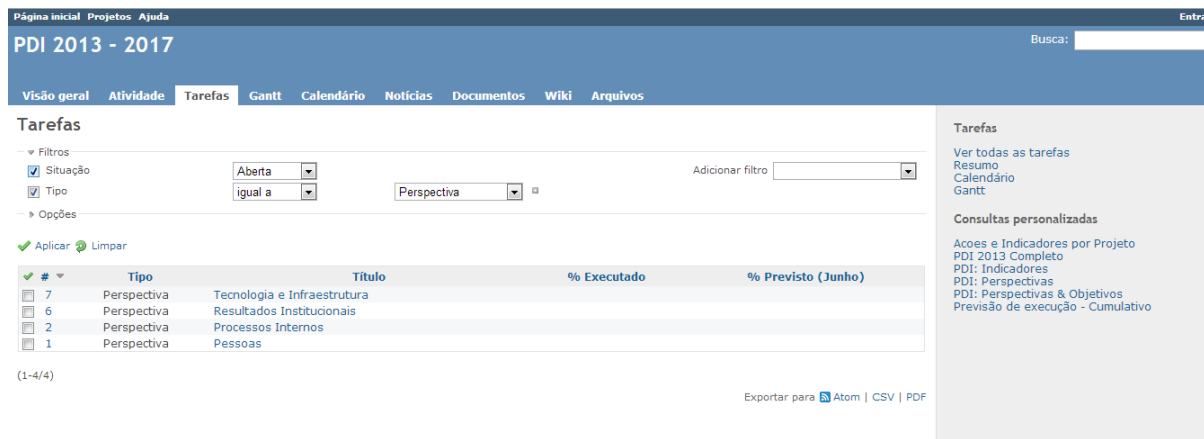 Página inicial Projetos Ajuda
PDI 2013 - 2017
Busca:
Visão geral Atividade Tarefas Gantt Calendário Notícias Documentos Wiki Arquivos
Tarefas
Filtros
Situação Aberta Adicionar filtro
Tipo igual a Perspectiva
Opções
Aplicar Limpar
# Tipo Título % Executado % Previsto (Junho)
7 Perspectiva Tecnologia e Infraestrutura
6 Perspectiva Resultados Institucionais
2 Perspectiva Processos Internos
1 Perspectiva Pessoas
(1-4/4)
Exportar para Atom | CSV | PDF
Tarefas
Ver todas as tarefas
Resumo
Calendário
Gantt
Consultas personalizadas
Acoes e Indicadores por Projeto
PDI 2013 Completo
PDI: Indicadores
PDI: Perspectivas
PDI: Perspectivas & Objetivos
Previsão de execução - Cumulativo